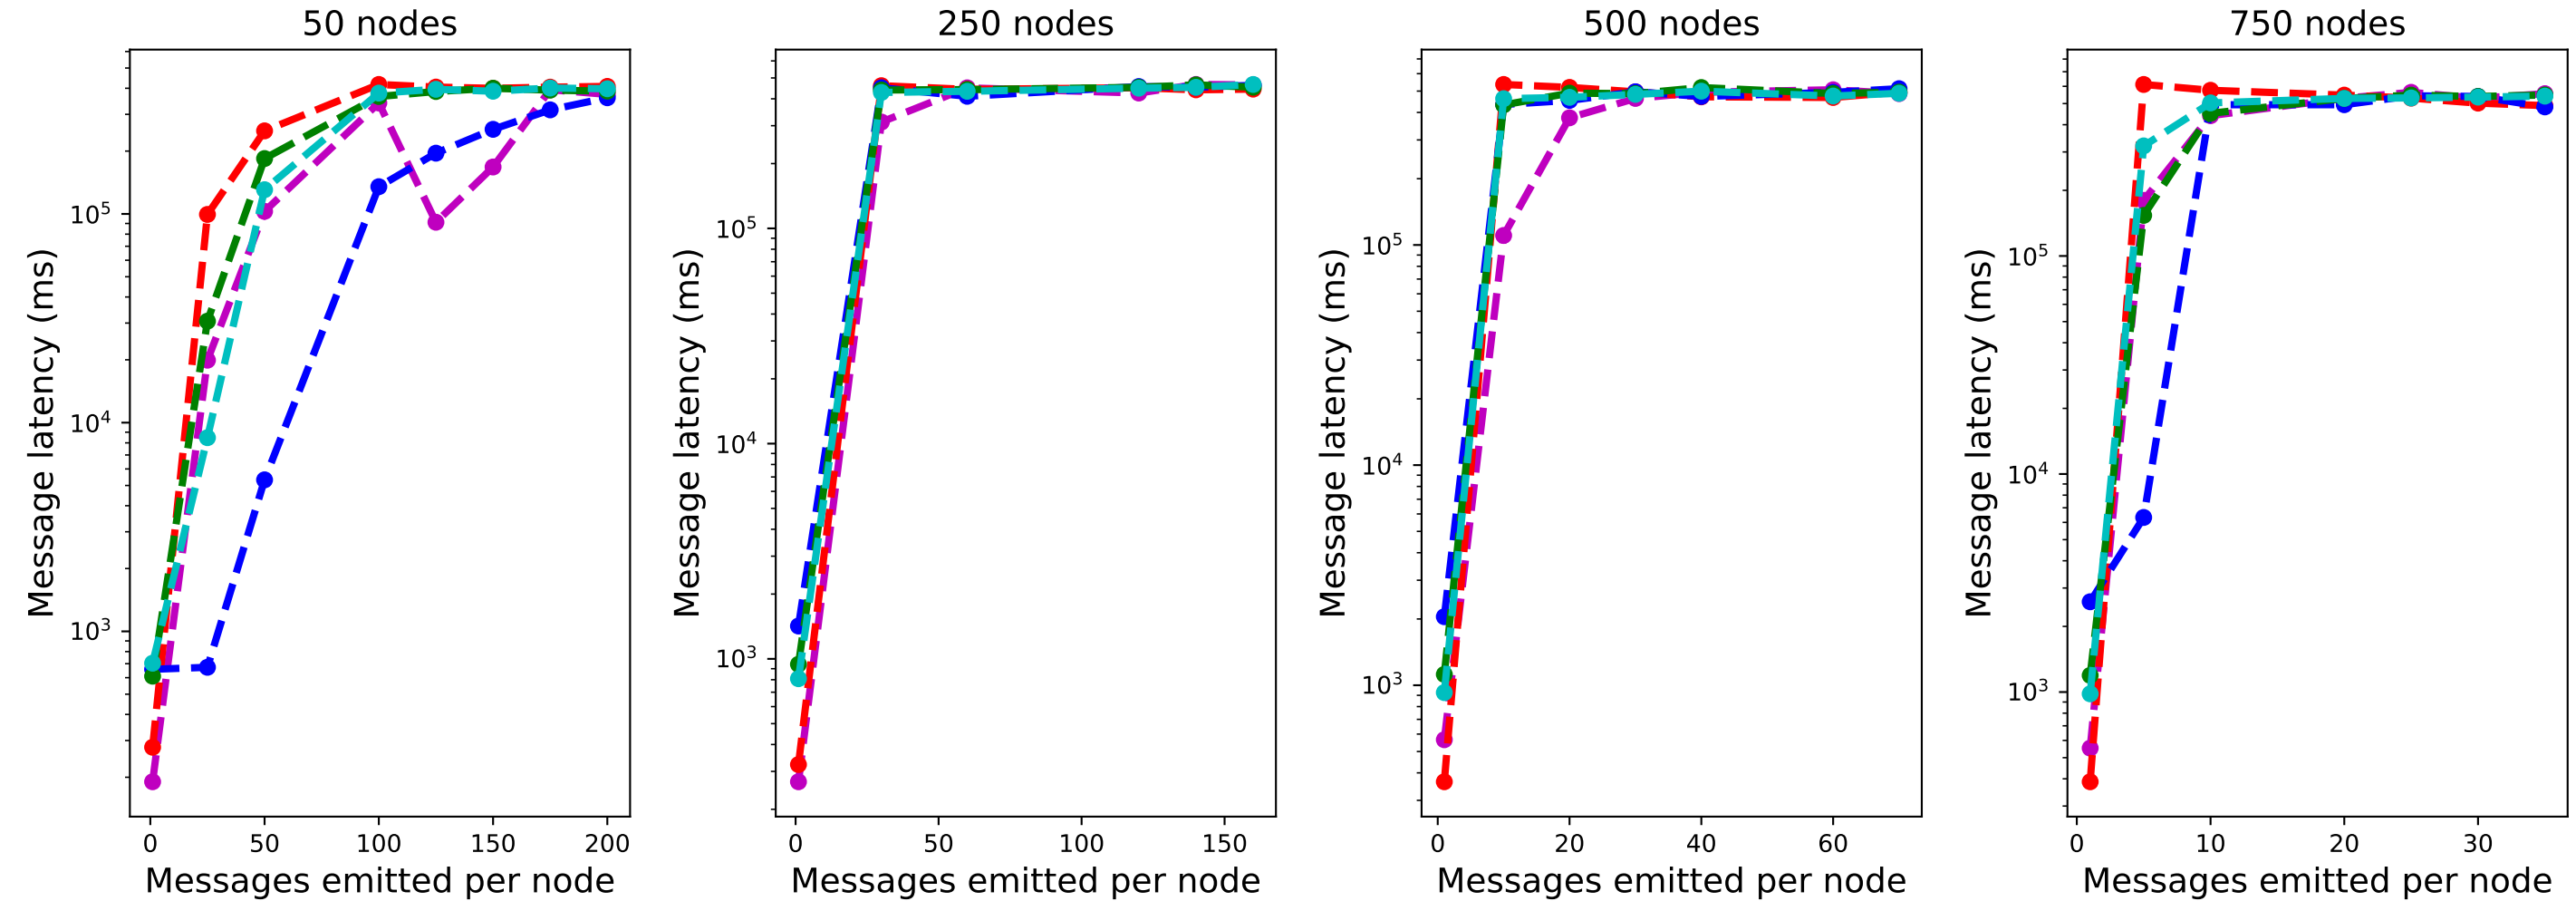 50 nodes
Message latency (ms)
10^5
10^4
10^3
0 50 100 150 200
Messages emitted per node
250 nodes
Message latency (ms)
10^5
10^4
10^3
0 50 100 150
Messages emitted per node
500 nodes
Message latency (ms)
10^5
10^4
10^3
0 20 40 60
Messages emitted per node
750 nodes
Message latency (ms)
10^5
10^4
10^3
0 10 20 30
Messages emitted per node